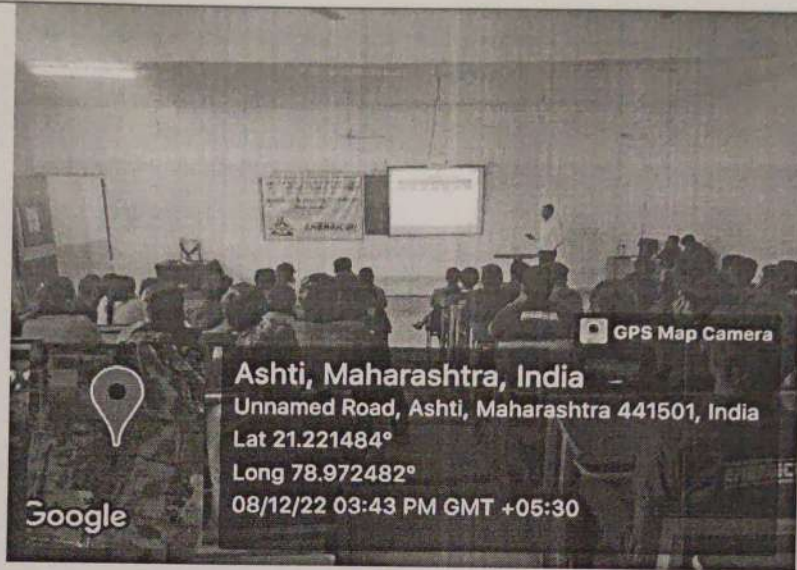 GPS Map Camera
Ashti, Maharashtra, India
Unnamed Road, Ashti, Maharashtra 441501, India
Lat 21.221484°
Long 78.972482°
08/12/22 03:43 PM GMT +05:30
Google